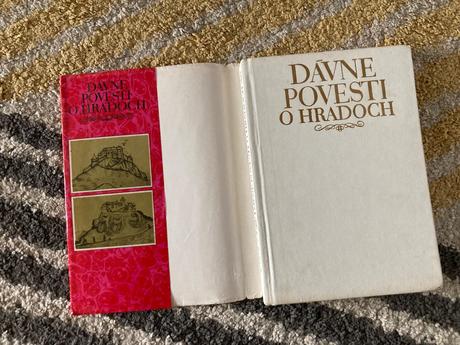 DÁVNE
POVESTI
O HRADOCH
DÁVNE
POVESTI
O HRADOCH